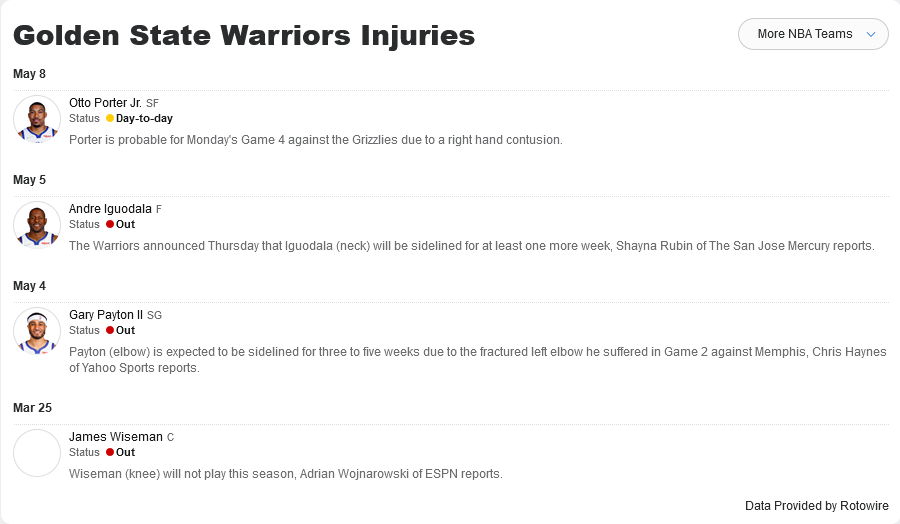 Golden State Warriors Injuries
More NBA Teams
May 8
Otto Porter Jr. SF
Status Day-to-day
Porter is probable for Monday's Game 4 against the Grizzlies due to a right hand contusion.
May 5
Andre Iguodala F
Status Out
The Warriors announced Thursday that Iguodala (neck) will be sidelined for at least one more week, Shayna Rubin of The San Jose Mercury reports.
May 4
Gary Payton II SG
Status Out
Payton (elbow) is expected to be sidelined for three to five weeks due to the fractured left elbow he suffered in Game 2 against Memphis, Chris Haynes
of Yahoo Sports reports.
Mar 25
James Wiseman C
Status Out
Wiseman (knee) will not play this season, Adrian Wojnarowski of ESPN reports.
Data Provided by Rotowire